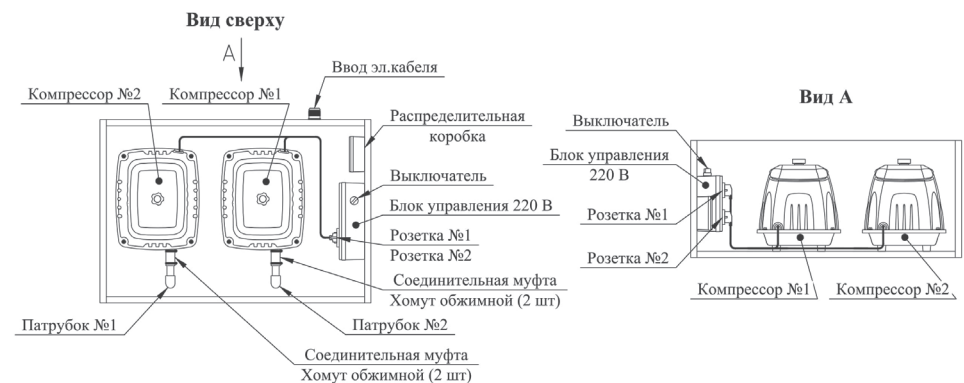 Вид сверху
А
Ввод эл.кабеля
Компрессор №2
Компрессор №1
Распределительная
коробка
Выключатель
Блок управления 220 В
Розетка №1
Розетка №2
Соединительная муфта
Хомут обжимной (2 шт)
Патрубок №1
Патрубок №2
Соединительная муфта
Хомут обжимной (2 шт)
Вид А
Выключатель
Блок управления
220 В
Розетка №1
Розетка №2
Компрессор №1
Компрессор №2